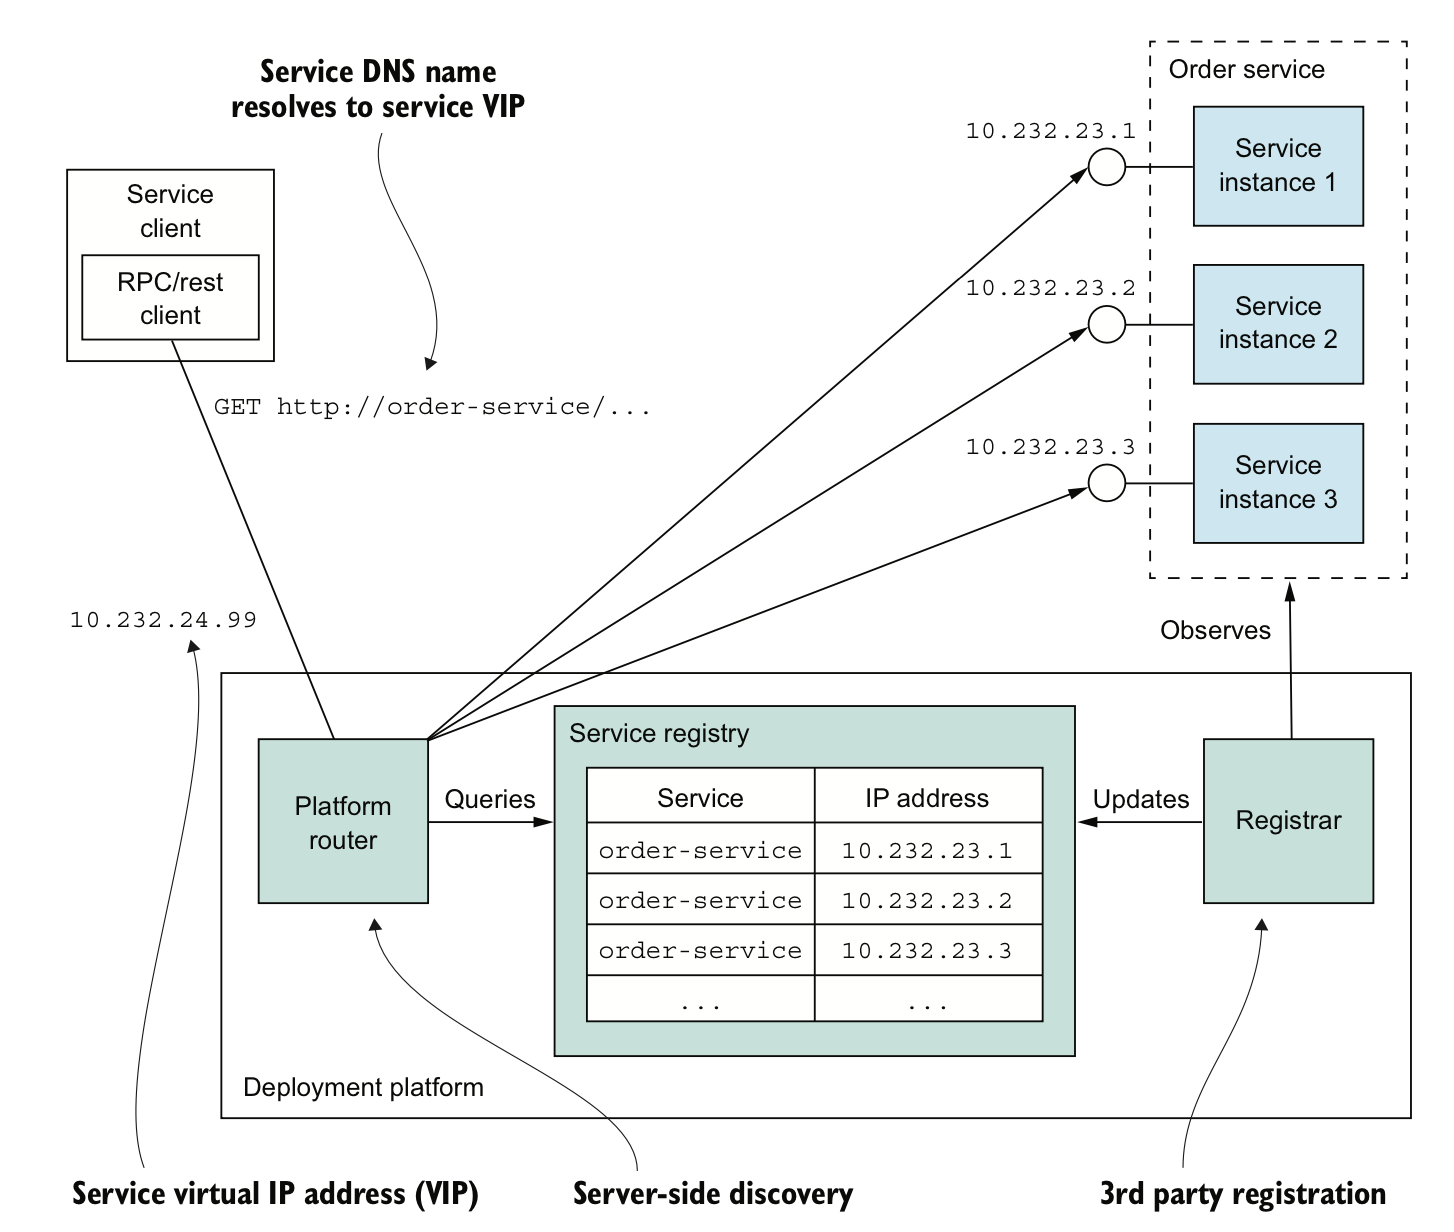 Service DNS name
resolves to service VIP
Order service
10.232.23.1
Service
instance 1
Service
client
RPC/rest
client
10.232.23.2
Service
instance 2
GET http://order-service/...
10.232.23.3
Service
instance 3
10.232.24.99
Observes
Service registry
Platform
router
Queries
Service IP address
order-service 10.232.23.1
order-service 10.232.23.2
order-service 10.232.23.3
... ...
Updates
Registrar
Deployment platform
Service virtual IP address (VIP)
Server-side discovery
3rd party registration